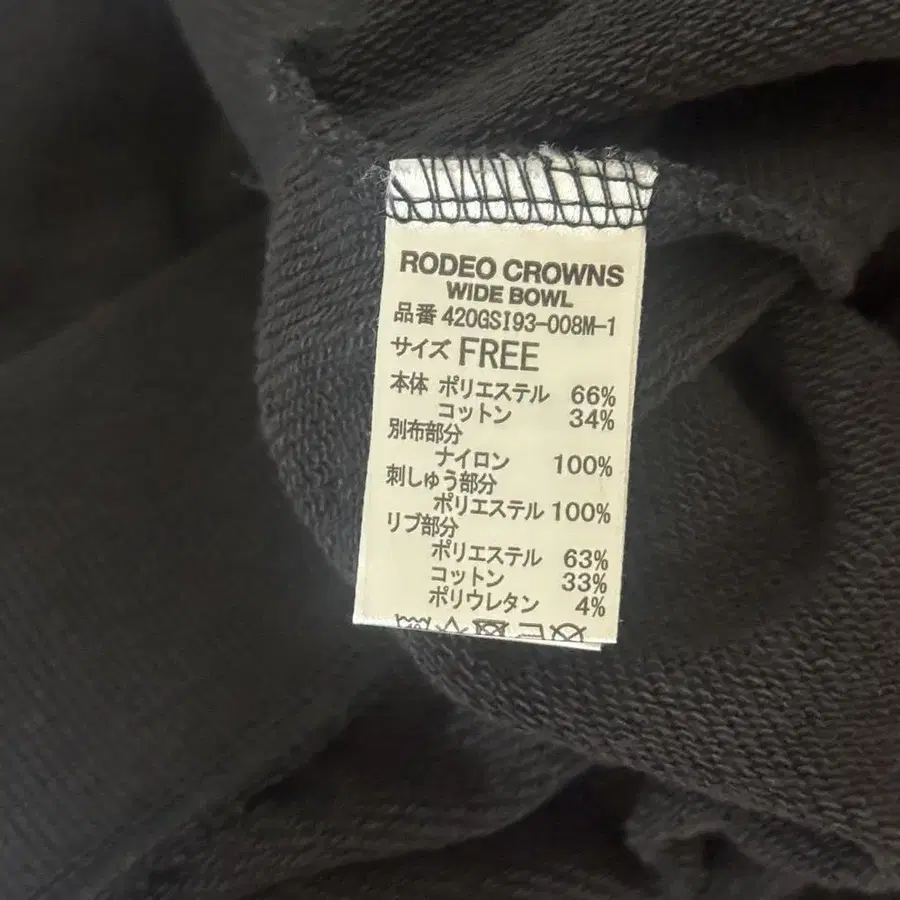 RODEO CROWNS
WIDE BOWL
品番 420GSI93-008M-1
サイズ FREE
本体 ポリエステル 66%
コットン 34%
別布部分
ナイロン 100%
刺しゅう部分
ポリエステル 100%
リブ部分
ポリエステル 63%
コットン 33%
ポリウレタン 4%